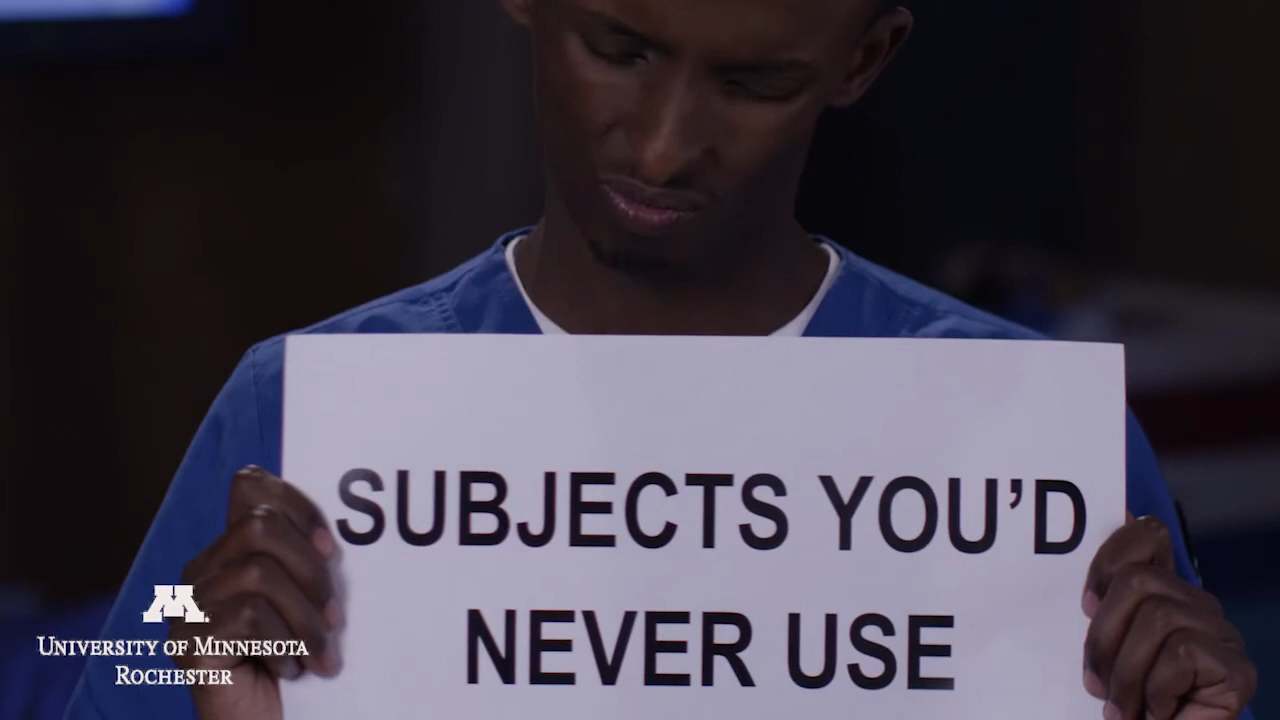 SUBJECTS YOU'D
NEVER USE
M
UNIVERSITY OF MINNESOTA
ROCHESTER